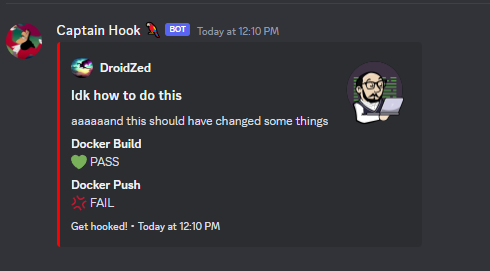 Captain Hook BOT Today at 12:10 PM
DroidZed
Idk how to do this
aaaaaand this should have changed some things
Docker Build
💚 PASS
Docker Push
💢 FAIL
Get hooked! • Today at 12:10 PM